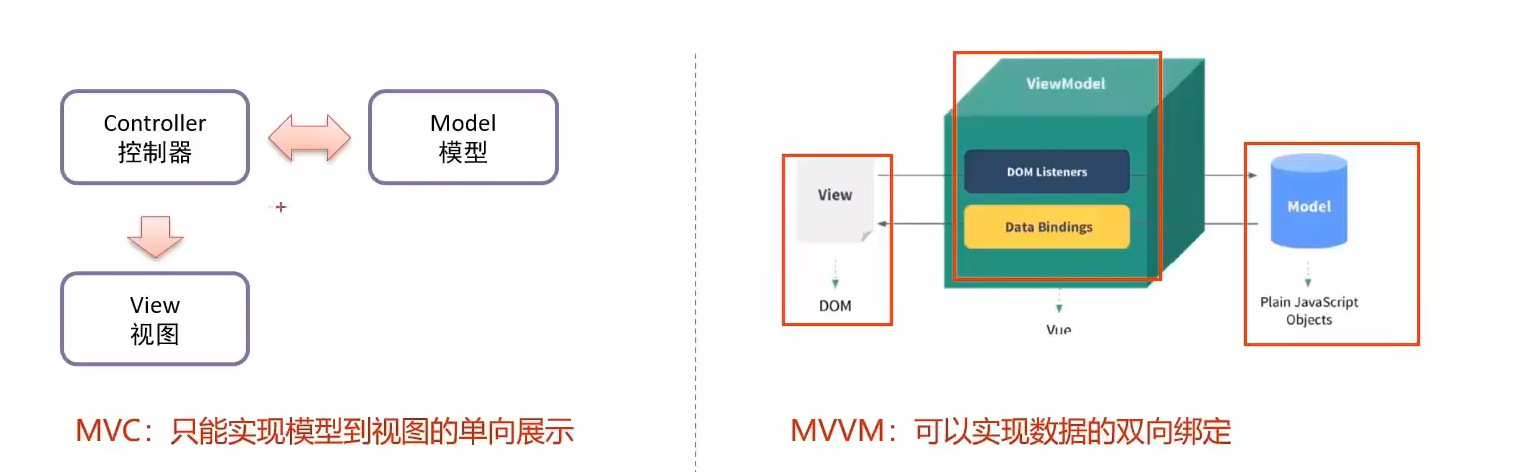 Controller
控制器
Model
模型
View
视图
MVC：只能实现模型到视图的单向展示
ViewModel
DOM Listeners
Data Bindings
View
DOM
Vue
Model
Plain JavaScript
Objects
MVVM：可以实现数据的双向绑定